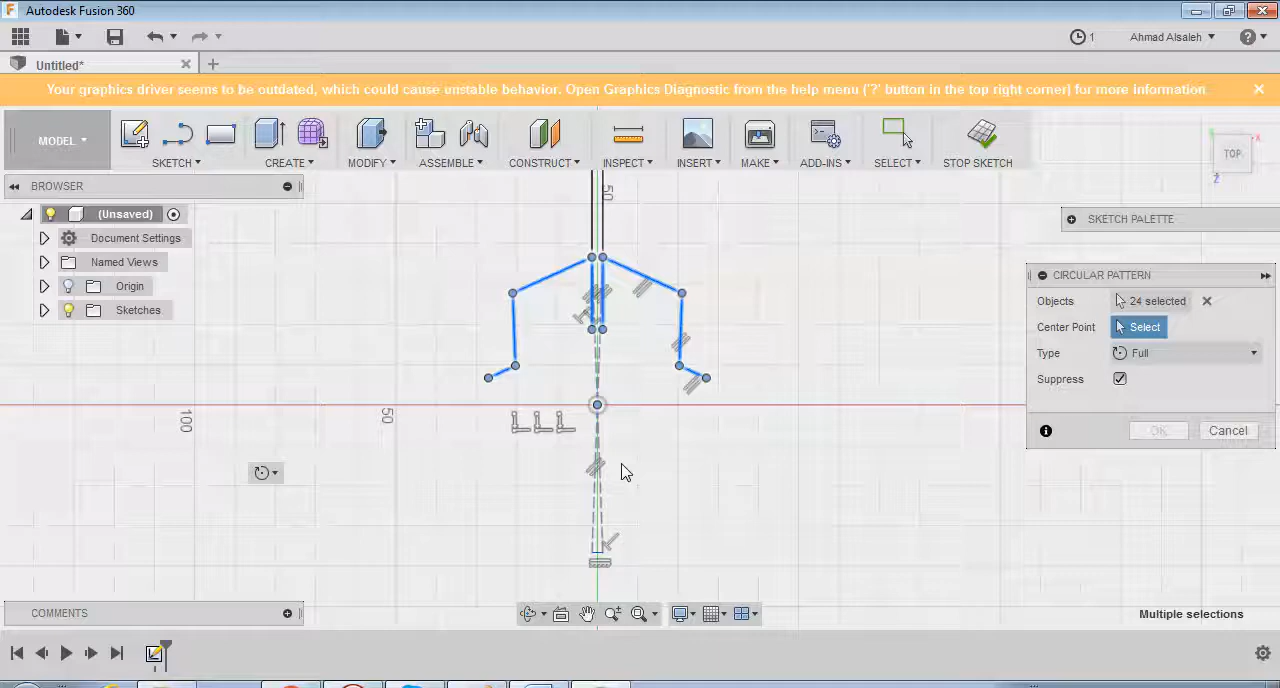 Autodesk Fusion 360
1
Ahmad Alsaleh
Untitled*
Your graphics driver seems to be outdated, which could cause unstable behavior. Open Graphics Diagnostic from the help menu ('?' button in the top right corner) for more information.
MODEL
SKETCH
CREATE
MODIFY
ASSEMBLE
CONSTRUCT
INSPECT
INSERT
MAKE
ADD-INS
SELECT
STOP SKETCH
TOP
X
Z
BROWSER
(Unsaved)
Document Settings
Named Views
Origin
Sketches
50
100
50
SKETCH PALETTE
CIRCULAR PATTERN
Objects
24 selected
Center Point
Select
Type
Full
Suppress
OK
Cancel
COMMENTS
Multiple selections